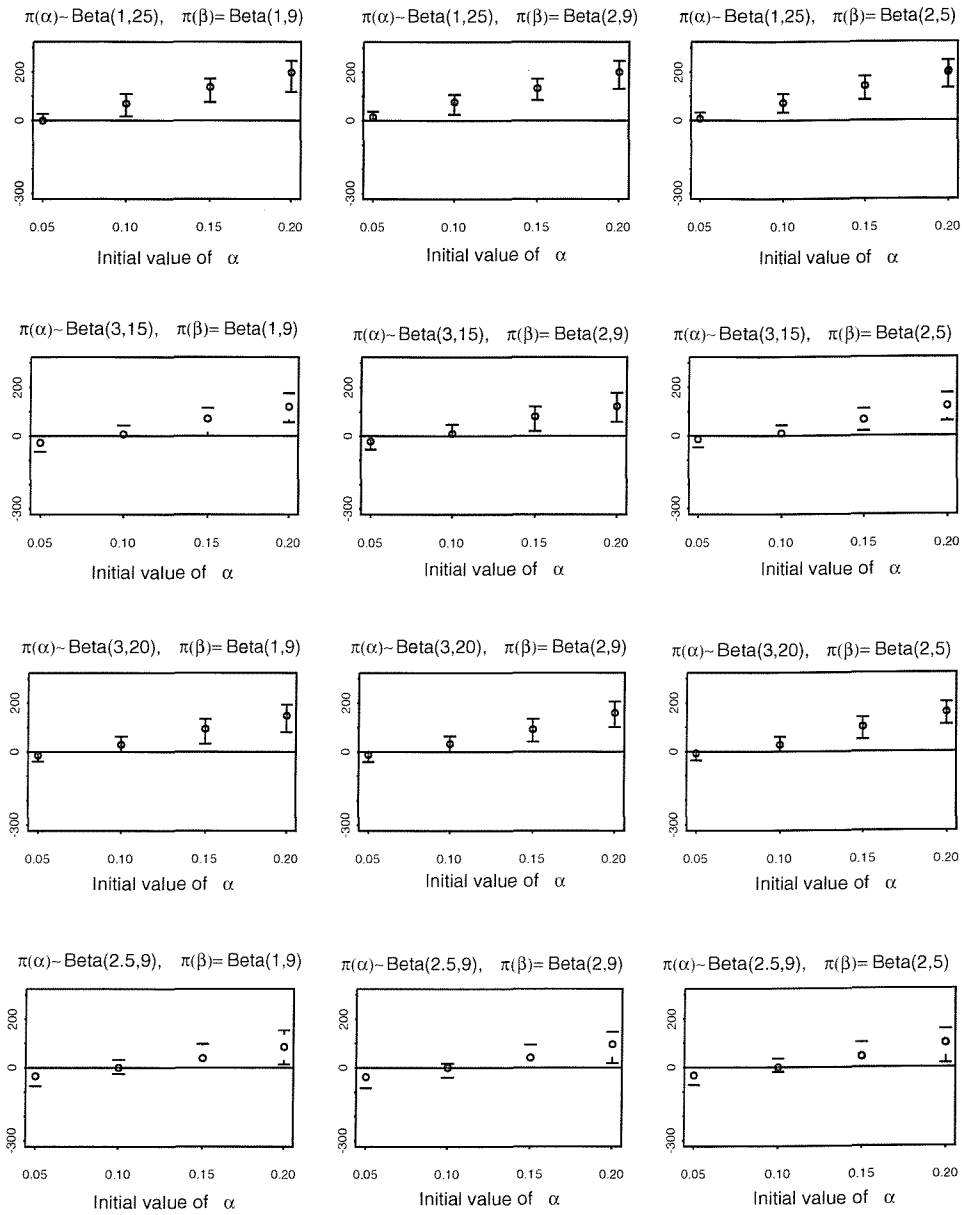 π(α)~ Beta(1,25), π(β)= Beta(1,9)
π(α)~ Beta(1,25), π(β)= Beta(2,9)
π(α)~ Beta(1,25), π(β)= Beta(2,5)
200
0
-300
0.05 0.10 0.15 0.20
Initial value of α
200
0
-300
0.05 0.10 0.15 0.20
Initial value of α
200
0
-300
0.05 0.10 0.15 0.20
Initial value of α
π(α)~ Beta(3,15), π(β)= Beta(1,9)
π(α)~ Beta(3,15), π(β)= Beta(2,9)
π(α)~ Beta(3,15), π(β)= Beta(2,5)
200
0
-300
0.05 0.10 0.15 0.20
Initial value of α
200
0
-300
0.05 0.10 0.15 0.20
Initial value of α
200
0
-300
0.05 0.10 0.15 0.20
Initial value of α
π(α)~ Beta(3,20), π(β)= Beta(1,9)
π(α)~ Beta(3,20), π(β)= Beta(2,9)
π(α)~ Beta(3,20), π(β)= Beta(2,5)
200
0
-300
0.05 0.10 0.15 0.20
Initial value of α
200
0
-300
0.05 0.10 0.15 0.20
Initial value of α
200
0
-300
0.05 0.10 0.15 0.20
Initial value of α
π(α)~ Beta(2.5,9), π(β)= Beta(1,9)
π(α)~ Beta(2.5,9), π(β)= Beta(2,9)
π(α)~ Beta(2.5,9), π(β)= Beta(2,5)
200
0
-300
0.05 0.10 0.15 0.20
Initial value of α
200
0
-300
0.05 0.10 0.15 0.20
Initial value of α
200
0
-300
0.05 0.10 0.15 0.20
Initial value of α